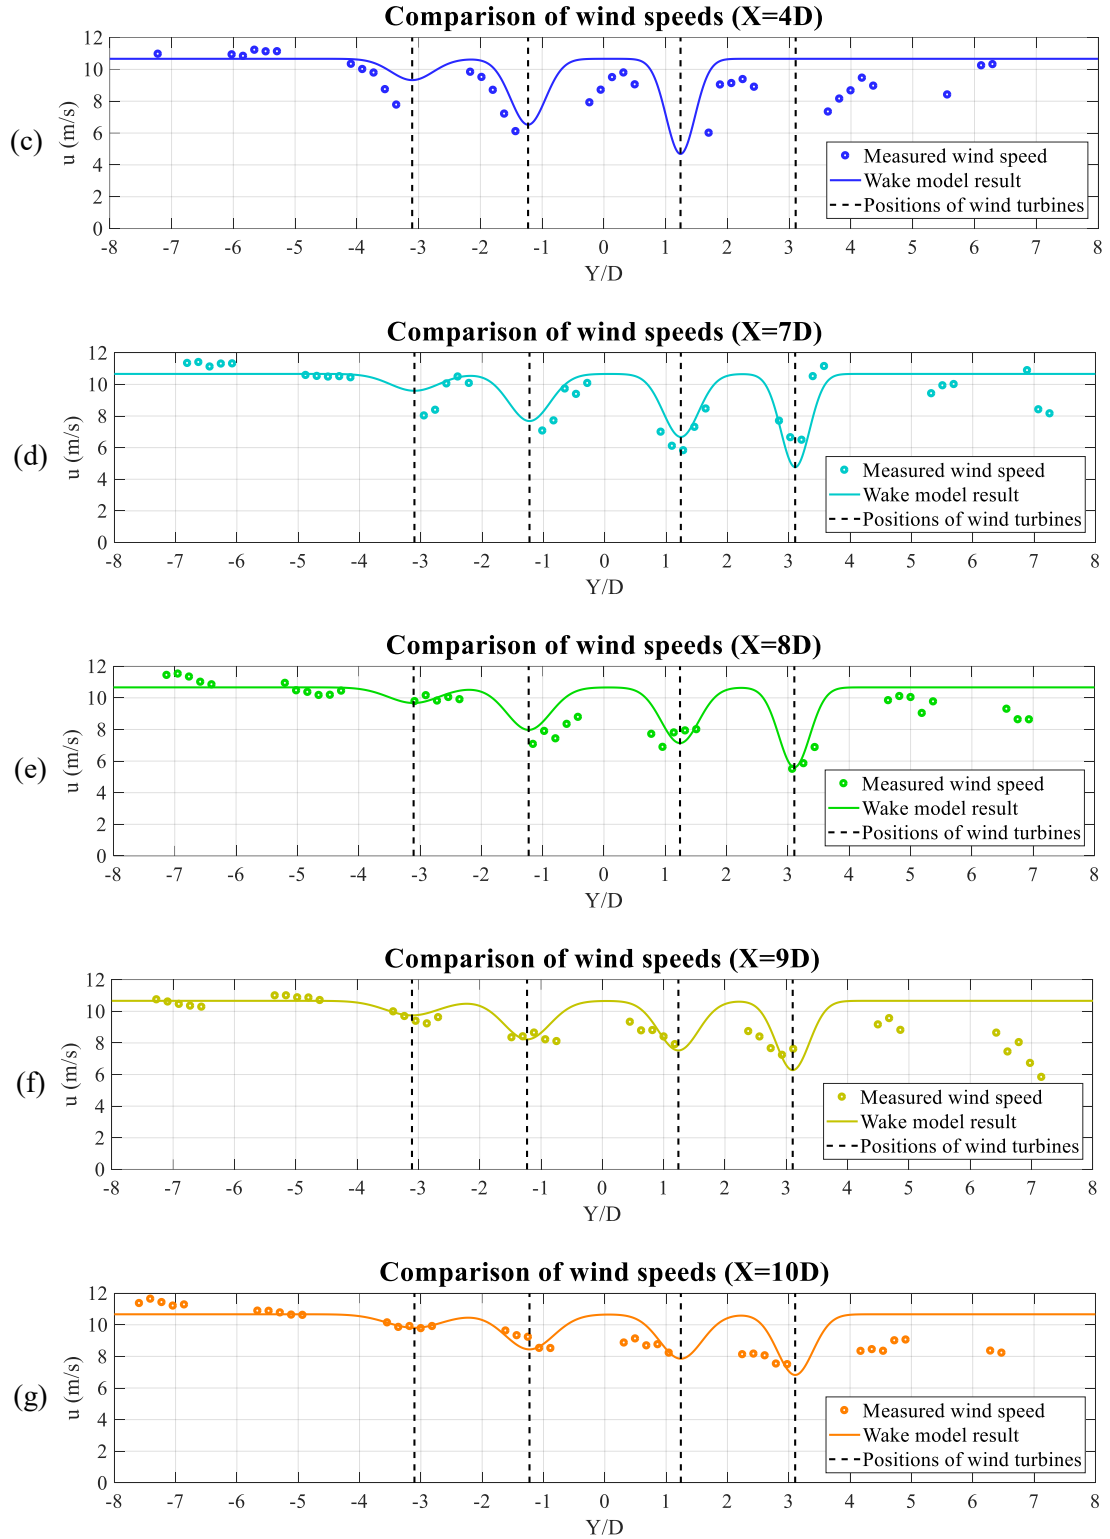 Comparison of wind speeds (X=4D)
(c)
u (m/s)
12
10
8
6
4
2
0
Measured wind speed
Wake model result
Positions of wind turbines
-8 -7 -6 -5 -4 -3 -2 -1 0 1 2 3 4 5 6 7 8
Y/D
Comparison of wind speeds (X=7D)
(d)
u (m/s)
12
10
8
6
4
2
0
Measured wind speed
Wake model result
Positions of wind turbines
-8 -7 -6 -5 -4 -3 -2 -1 0 1 2 3 4 5 6 7 8
Y/D
Comparison of wind speeds (X=8D)
(e)
u (m/s)
12
10
8
6
4
2
0
Measured wind speed
Wake model result
Positions of wind turbines
-8 -7 -6 -5 -4 -3 -2 -1 0 1 2 3 4 5 6 7 8
Y/D
Comparison of wind speeds (X=9D)
(f)
u (m/s)
12
10
8
6
4
2
0
Measured wind speed
Wake model result
Positions of wind turbines
-8 -7 -6 -5 -4 -3 -2 -1 0 1 2 3 4 5 6 7 8
Y/D
Comparison of wind speeds (X=10D)
(g)
u (m/s)
12
10
8
6
4
2
0
Measured wind speed
Wake model result
Positions of wind turbines
-8 -7 -6 -5 -4 -3 -2 -1 0 1 2 3 4 5 6 7 8
Y/D